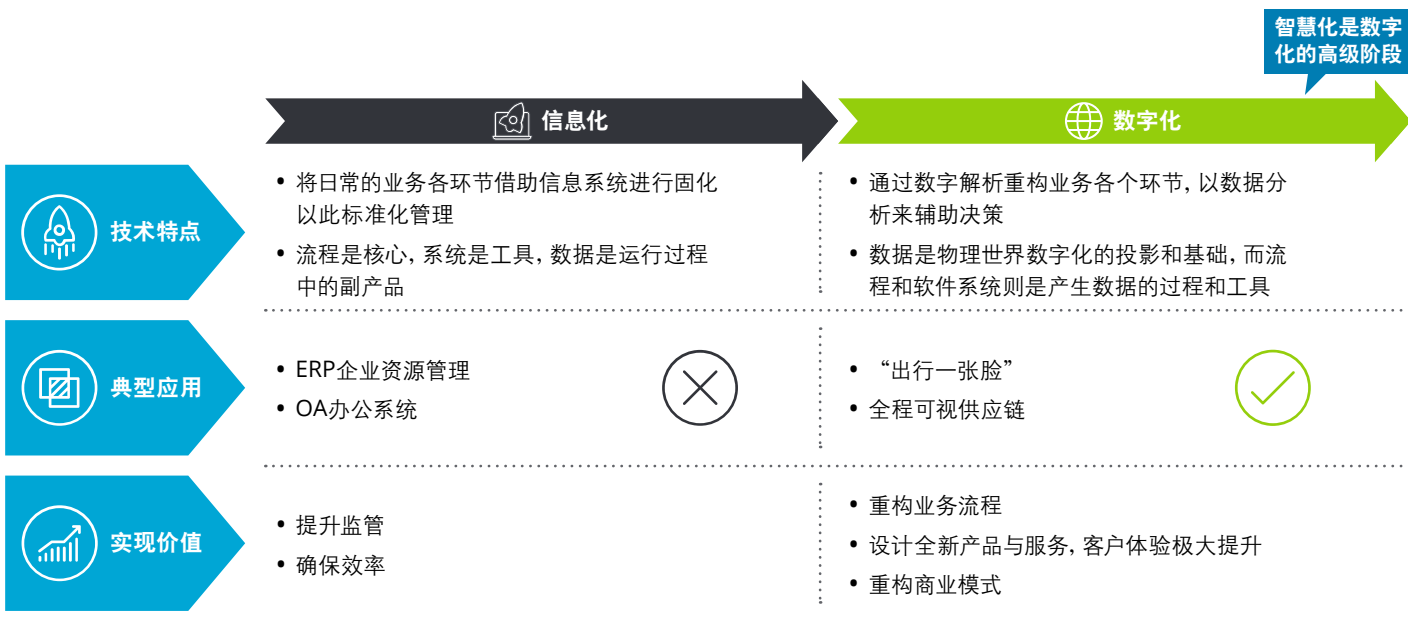 智慧化是数字
化的高级阶段
信息化
数字化
技术特点
• 将日常的业务各环节借助信息系统进行固化
以此标准化管理
• 流程是核心, 系统是工具, 数据是运行过程
中的副产品
• 通过数字解析重构业务各个环节, 以数据分
析来辅助决策
• 数据是物理世界数字化的投影和基础, 而流
程和软件系统则是产生数据的过程和工具
典型应用
• ERP企业资源管理
• OA办公系统
• “出行一张脸”
• 全程可视供应链
实现价值
• 提升监管
• 确保效率
• 重构业务流程
• 设计全新产品与服务, 客户体验极大提升
• 重构商业模式